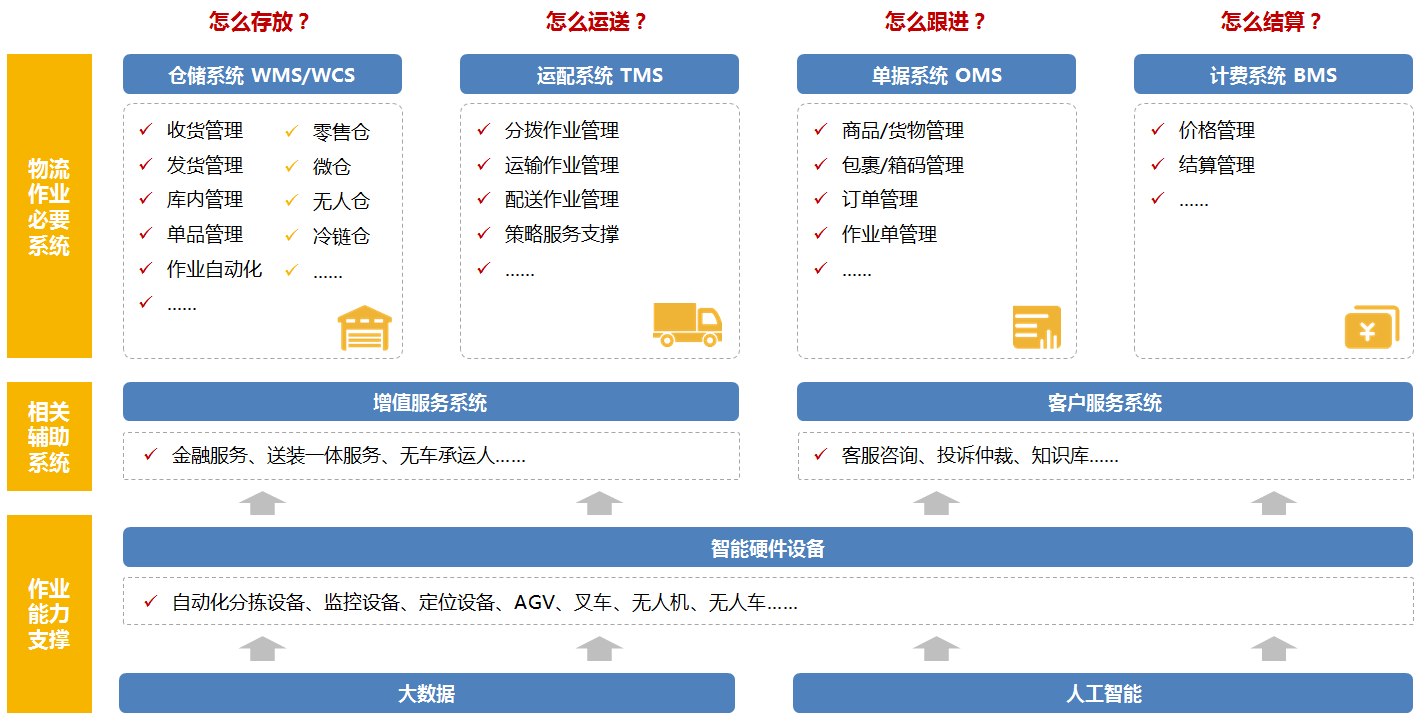 怎么存放？
怎么运送？
怎么跟进？
怎么结算？
物流
作业
必要
系统
仓储系统 WMS/WCS
收货管理
发货管理
库内管理
单品管理
作业自动化
……
零售仓
微仓
无人仓
冷链仓
……
运配系统 TMS
分拨作业管理
运输作业管理
配送作业管理
策略服务支撑
……
单据系统 OMS
商品/货物管理
包裹/箱码管理
订单管理
作业单管理
……
计费系统 BMS
价格管理
结算管理
……
¥
相关
辅助
系统
增值服务系统
金融服务、送装一体服务、无车承运人……
客户服务系统
客服咨询、投诉仲裁、知识库……
作业
能力
支撑
智能硬件设备
自动化分拣设备、监控设备、定位设备、AGV、叉车、无人机、无人车……
大数据
人工智能